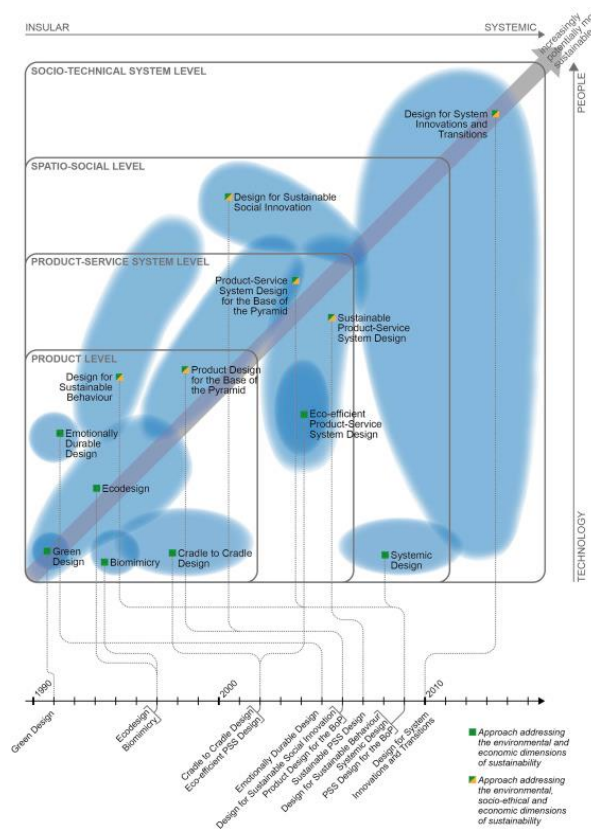 INSULAR
SYSTEMIC
Increasingly
potentially mo
sustainable
SOCIO-TECHNICAL SYSTEM LEVEL
PEOPLE
Design for System
Innovations and
Transitions
SPATIO-SOCIAL LEVEL
Design for Sustainable
Social Innovation
PRODUCT-SERVICE SYSTEM LEVEL
Product-Service
System Design
for the Base of
the Pyramid
Sustainable
Product-Service
System Design
PRODUCT LEVEL
Design for
Sustainable
Behaviour
Product Design
for the Base of
the Pyramid
Emotionally
Durable
Design
Eco-efficient
Product-Service
System Design
Ecodesign
Green
Design
Biomimicry
Cradle to Cradle
Design
Systemic
Design
TECHNOLOGY
1990
2000
2010
Green Design
Ecodesign
Biomimicry
Cradle to Cradle Design
Eco-efficient PSS Design
Emotionally Durable Design
Design for Sustainable Social Innovation
Product Design for the BoP
Sustainable PSS Design
Design for Sustainable Behaviour
Systemic Design
PSS Design for the BoP
Design for System
Innovations and Transitions
Approach addressing
the environmental and
economic dimensions
of sustainability
Approach addressing
the environmental,
socio-ethical and
economic dimensions
of sustainability